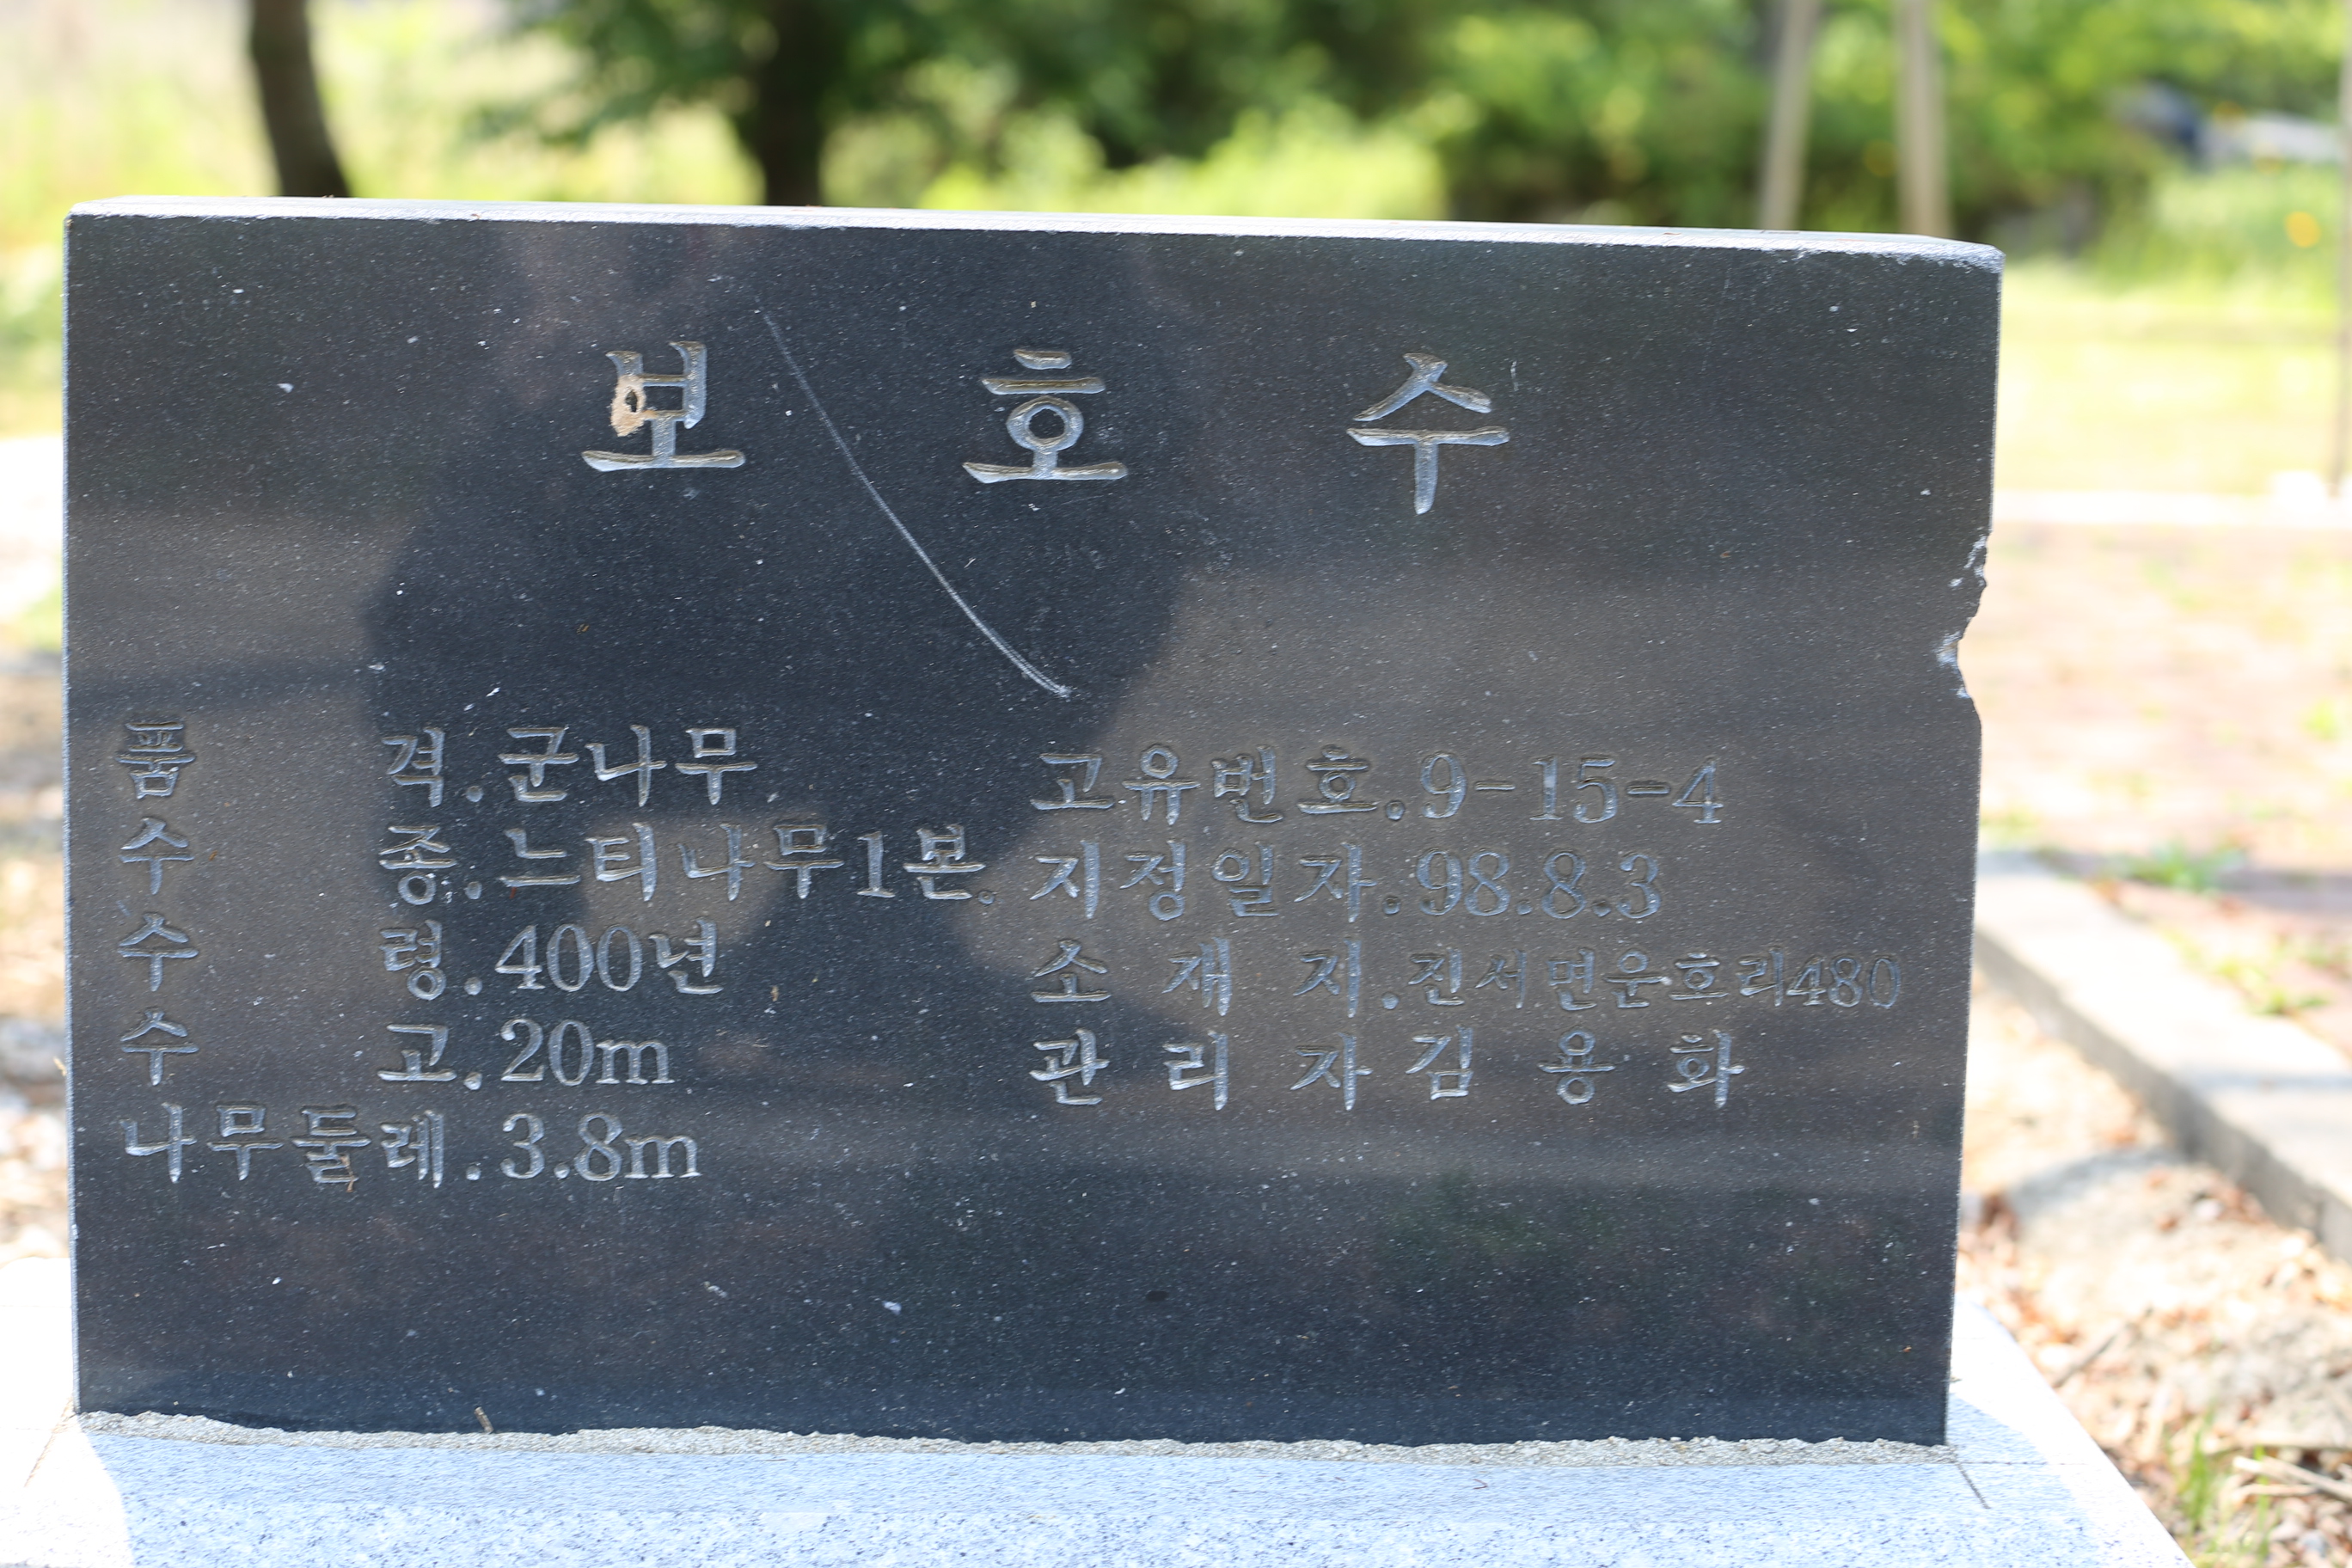 보 호 수
품 격.군나무
수 종.느티나무1본.
수 령.400년
수 고.20m
나무둘레.3.8m
고유번호.9-15-4
지정일자.98.8.3
소 재 지.진서면운호리480
관 리 자 김 용 화